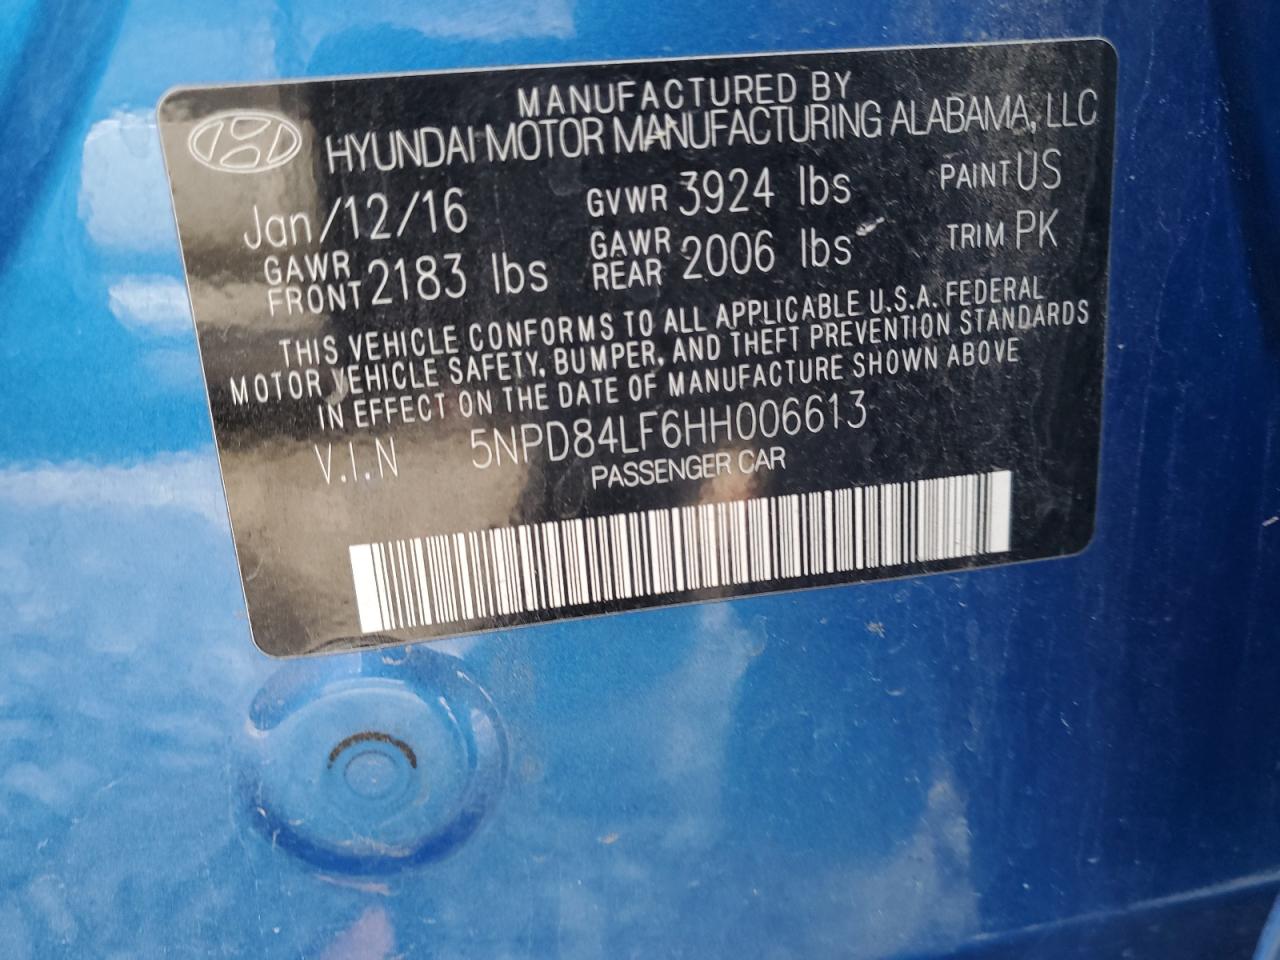 MANUFACTURED BY
HYUNDAI MOTOR MANUFACTURING ALABAMA, LLC
Jan/12/16 GVWR 3924 lbs PAINT US
GAWR FRONT 2183 lbs GAWR REAR 2006 lbs TRIM PK
THIS VEHICLE CONFORMS TO ALL APPLICABLE U.S.A. FEDERAL
MOTOR VEHICLE SAFETY, BUMPER, AND THEFT PREVENTION STANDARDS
IN EFFECT ON THE DATE OF MANUFACTURE SHOWN ABOVE
V.I.N 5NPD84LF6HH006613
PASSENGER CAR